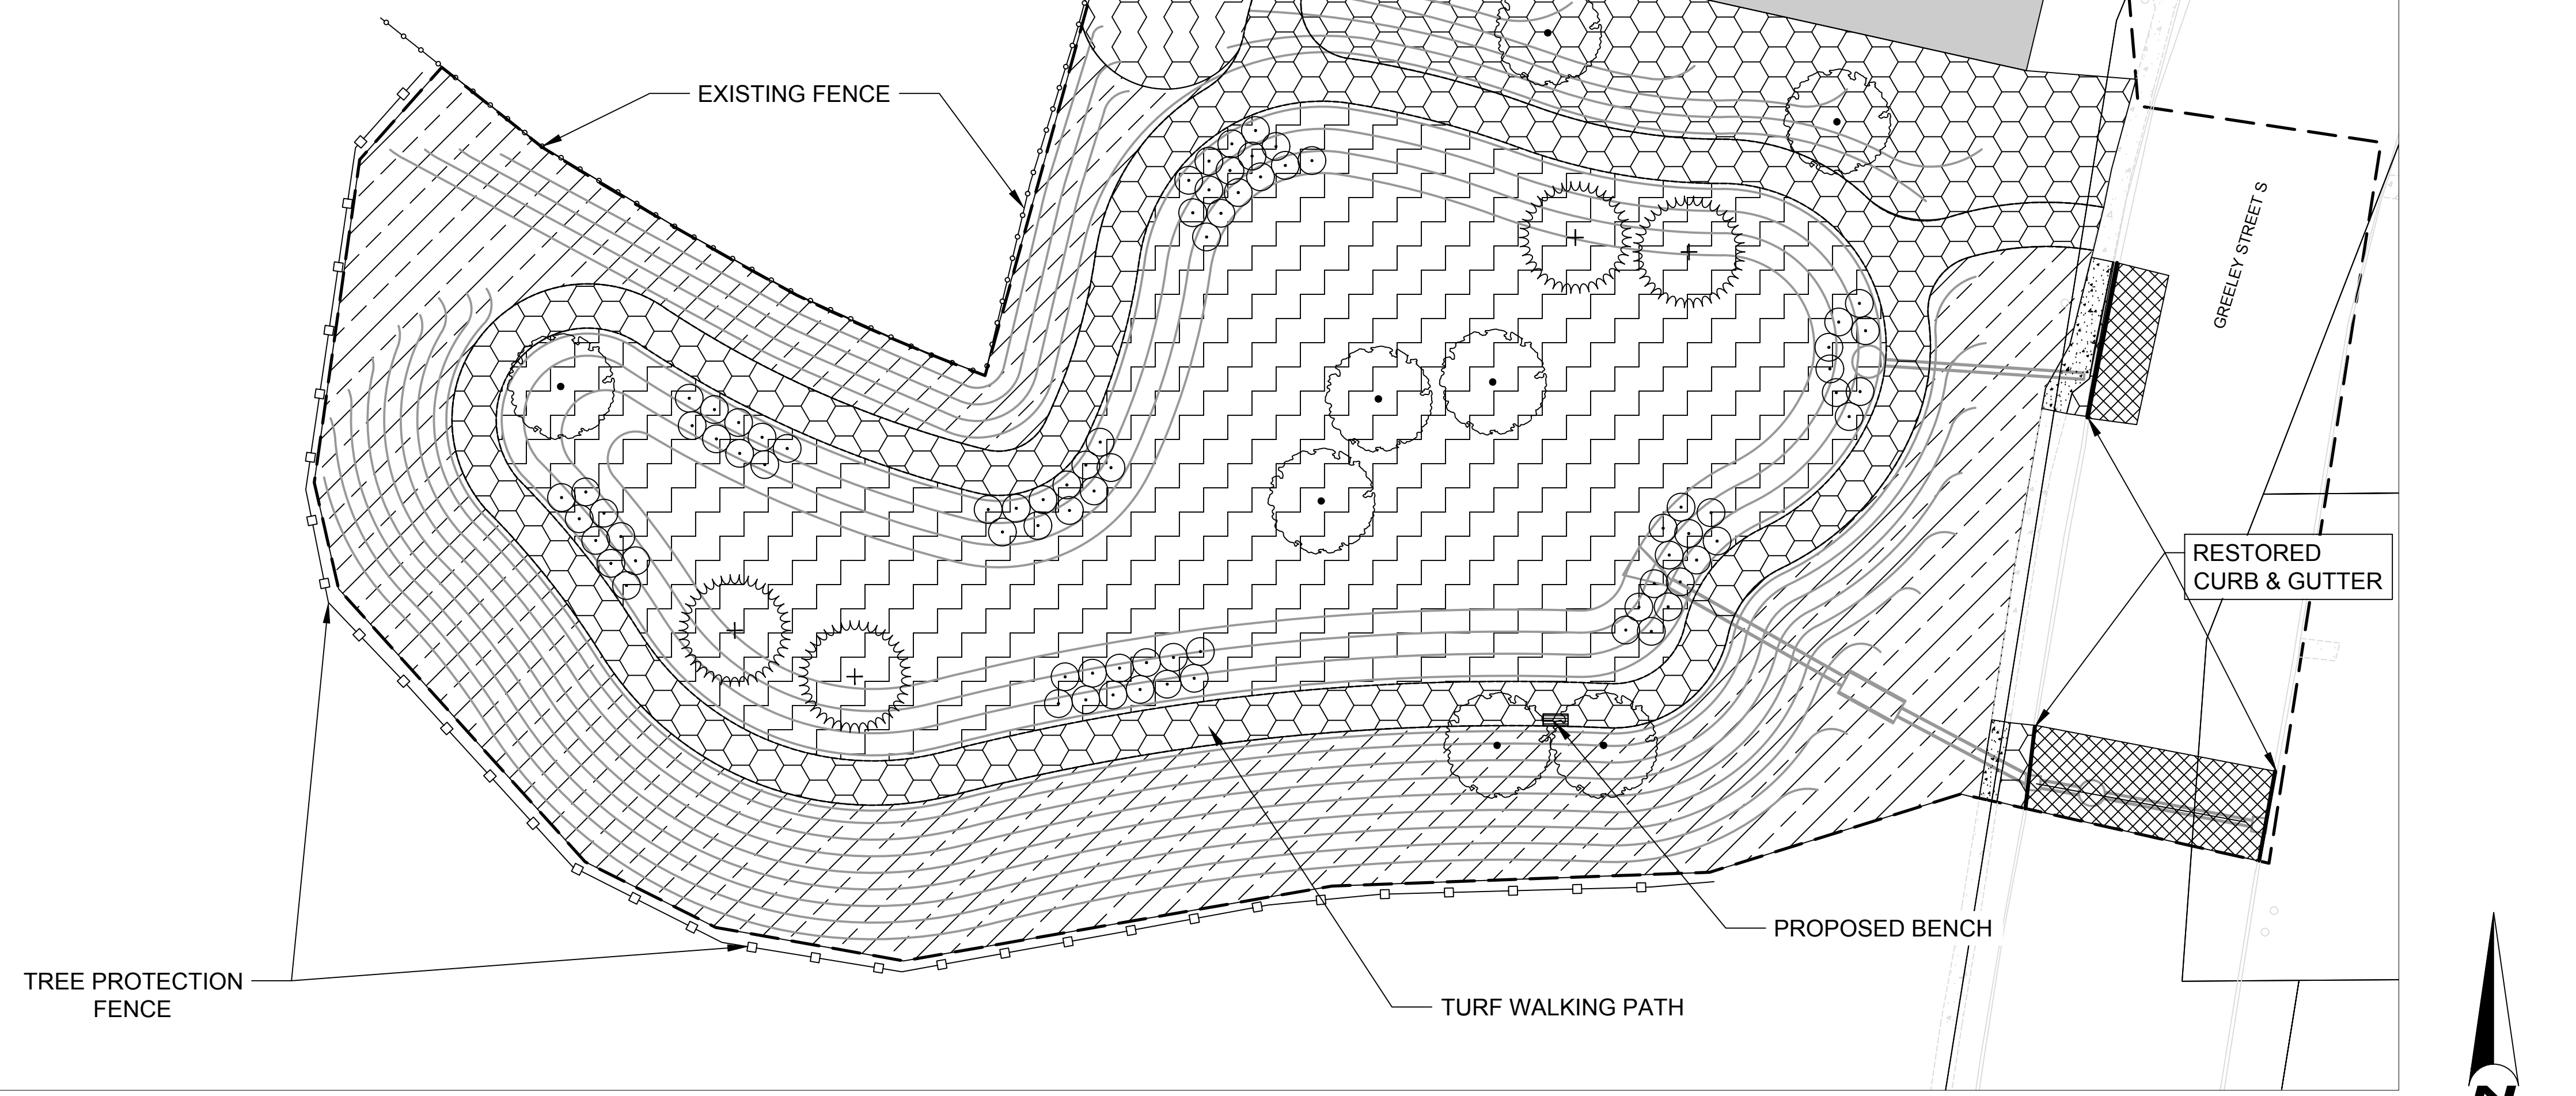 EXISTING FENCE
GREELEY STREET S
RESTORED
CURB & GUTTER
PROPOSED BENCH
TREE PROTECTION
FENCE
TURF WALKING PATH
N